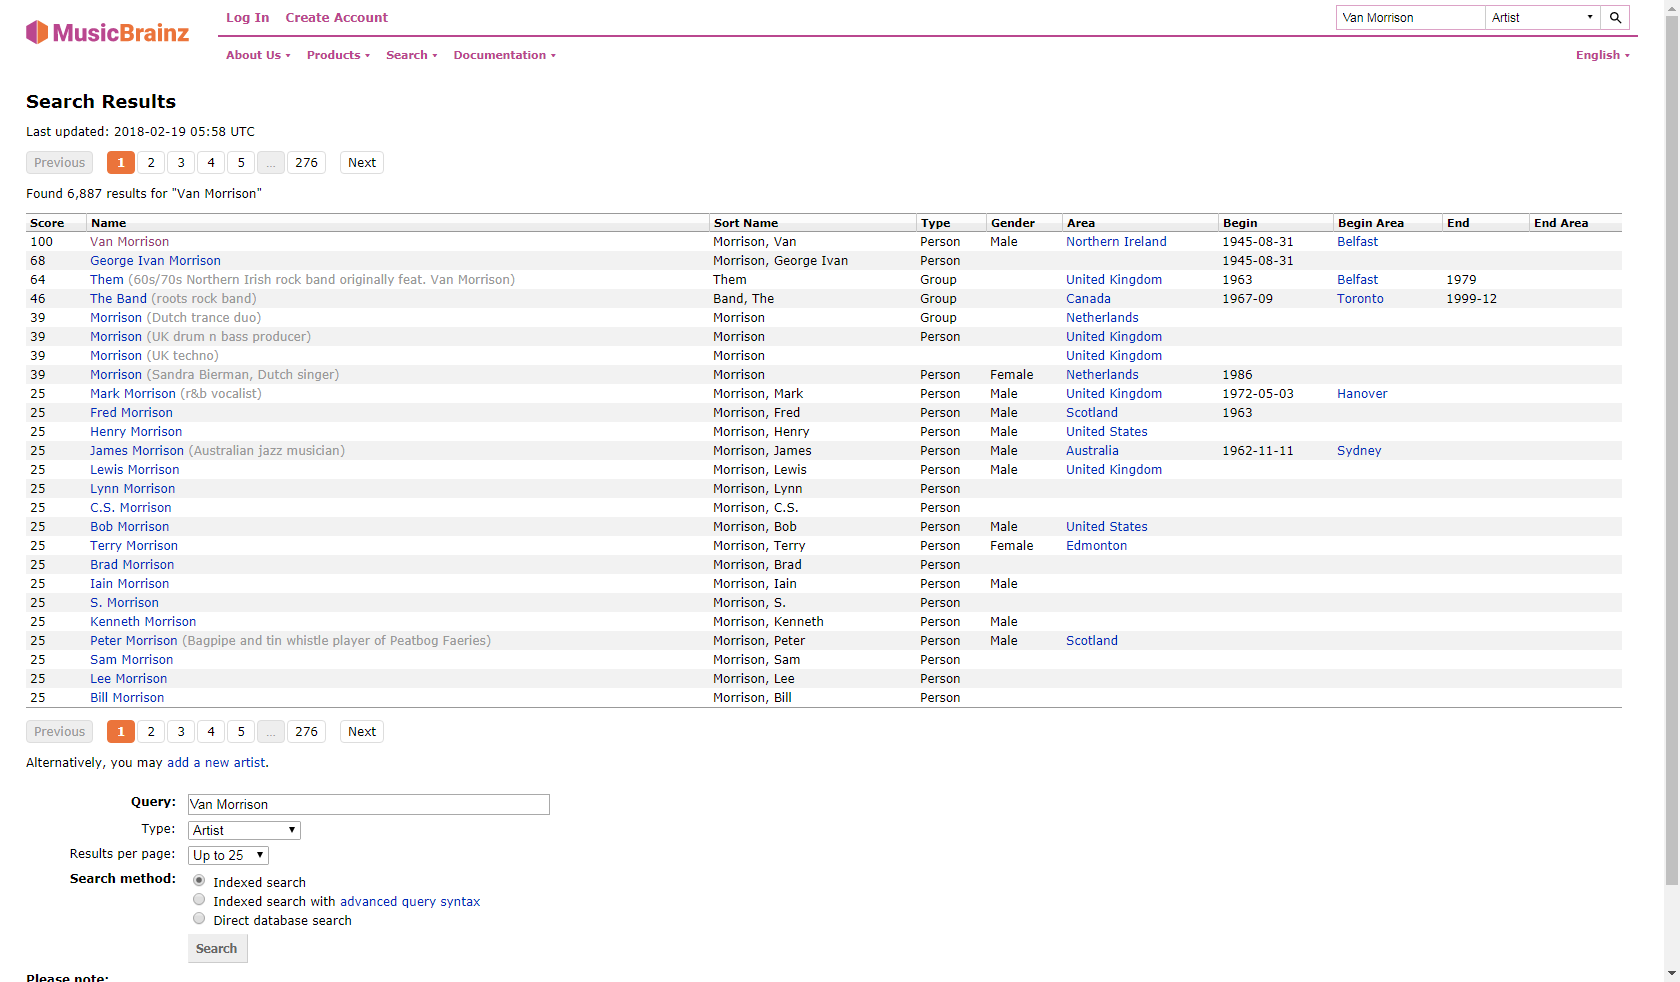 MusicBrainz
Log In Create Account
Van Morrison Artist
About Us Products Search Documentation English
Search Results
Last updated: 2018-02-19 05:58 UTC
Previous 1 2 3 4 5 ... 276 Next
Found 6,887 results for "Van Morrison"
Score Name Sort Name Type Gender Area Begin Begin Area End End Area
100 Van Morrison Morrison, Van Person Male Northern Ireland 1945-08-31 Belfast
68 George Ivan Morrison Morrison, George Ivan Person 1945-08-31
64 Them (60s/70s Northern Irish rock band originally feat. Van Morrison) Them Group United Kingdom 1963 Belfast 1979
46 The Band (roots rock band) Band, The Group Canada 1967-09 Toronto 1999-12
39 Morrison (Dutch trance duo) Morrison Group Netherlands
39 Morrison (UK drum n bass producer) Morrison Person United Kingdom
39 Morrison (UK techno) Morrison United Kingdom
39 Morrison (Sandra Bierman, Dutch singer) Morrison Person Female Netherlands 1986
25 Mark Morrison (r&b vocalist) Morrison, Mark Person Male United Kingdom 1972-05-03 Hanover
25 Fred Morrison Morrison, Fred Person Male Scotland 1963
25 Henry Morrison Morrison, Henry Person Male United States
25 James Morrison (Australian jazz musician) Morrison, James Person Male Australia 1962-11-11 Sydney
25 Lewis Morrison Morrison, Lewis Person Male United Kingdom
25 Lynn Morrison Morrison, Lynn Person
25 C.S. Morrison Morrison, C.S. Person
25 Bob Morrison Morrison, Bob Person Male United States
25 Terry Morrison Morrison, Terry Person Female Edmonton
25 Brad Morrison Morrison, Brad Person
25 Iain Morrison Morrison, Iain Person Male
25 S. Morrison Morrison, S. Person
25 Kenneth Morrison Morrison, Kenneth Person Male
25 Peter Morrison (Bagpipe and tin whistle player of Peatbog Faeries) Morrison, Peter Person Male Scotland
25 Sam Morrison Morrison, Sam Person
25 Lee Morrison Morrison, Lee Person
25 Bill Morrison Morrison, Bill Person
Previous 1 2 3 4 5 ... 276 Next
Alternatively, you may add a new artist.
Query: Van Morrison
Type: Artist
Results per page: Up to 25
Search method: Indexed search
Indexed search with advanced query syntax
Direct database search
Search
Please note: